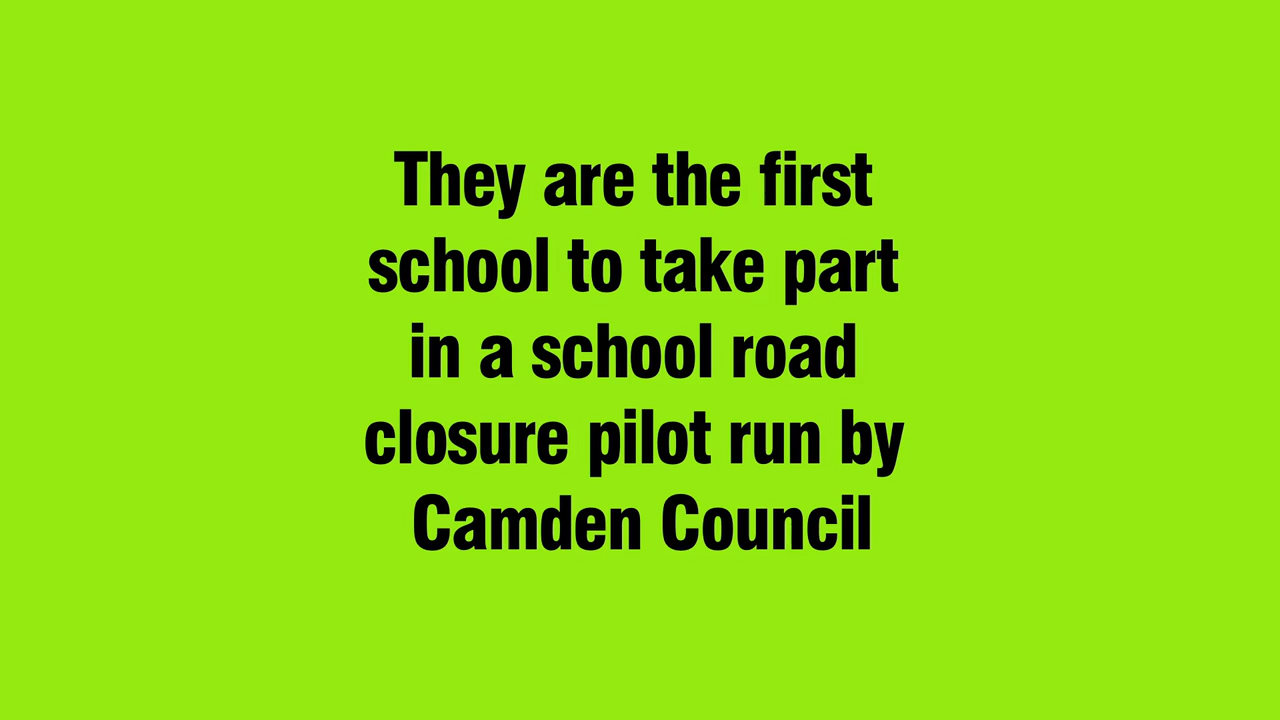 They are the first
school to take part
in a school road
closure pilot run by
Camden Council